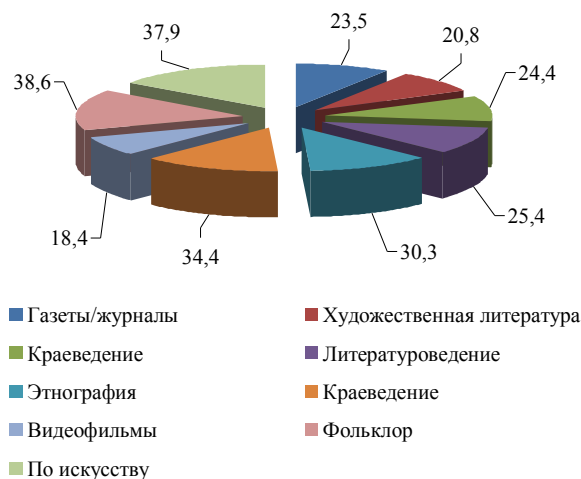 37,9
23,5
20,8
38,6
24,4
18,4
25,4
34,4
30,3
Газеты/журналы
Художественная литература
Краеведение
Литературоведение
Этнография
Краеведение
Видеофильмы
Фольклор
По искусству